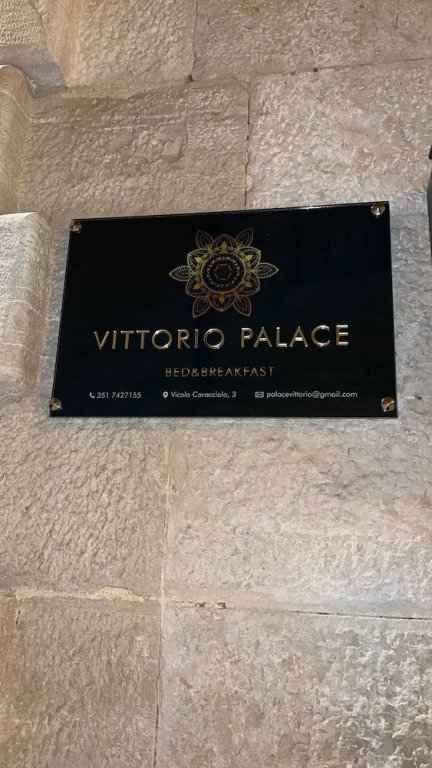 VITTORIO PALACE
BED&BREAKFAST
351 7427155 Vicolo Caracciolo, 3 palacevittorio@gmail.com